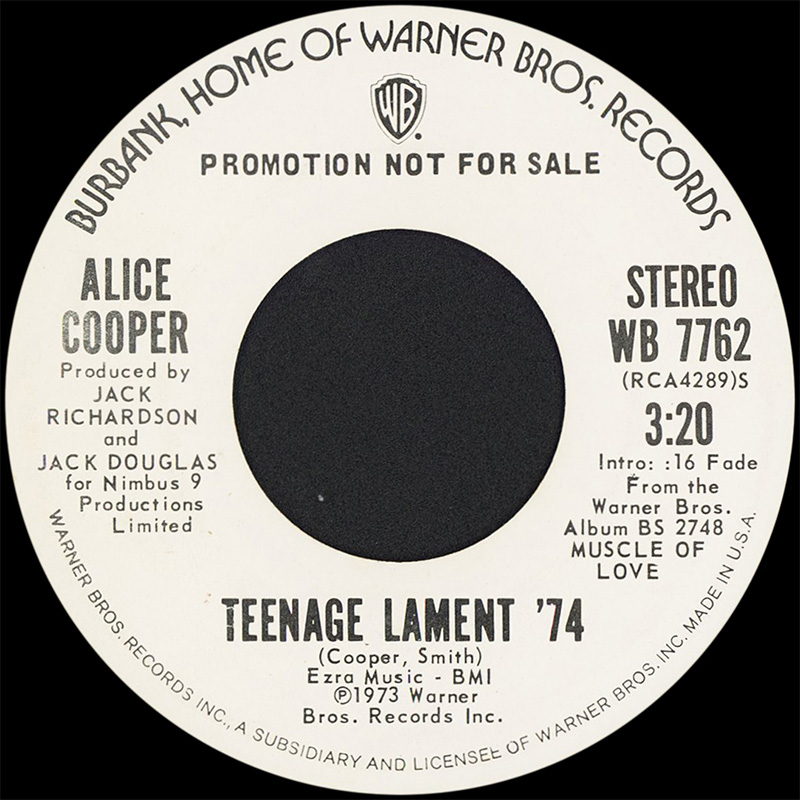 BURBANK, HOME OF WARNER BROS. RECORDS
WB
PROMOTION NOT FOR SALE
ALICE
COOPER
Produced by
JACK
RICHARDSON
and
JACK DOUGLAS
for Nimbus 9
Productions
Limited
STEREO
WB 7762
(RCA4289)S
3:20
Intro: :16 Fade
From the
Warner Bros.
Album BS 2748
MUSCLE OF
LOVE
TEENAGE LAMENT '74
(Cooper, Smith)
Ezra Music - BMI
℗1973 Warner
Bros. Records Inc.
WARNER BROS. RECORDS INC., A SUBSIDIARY AND LICENSEE OF WARNER BROS. INC. MADE IN U.S.A.